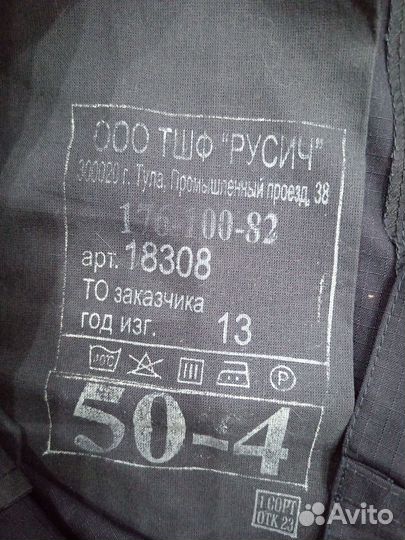 ООО ТШФ "РУСИЧ"
300020 г. Тула. Промышленный проезд, 38
176-100-82
арт. 18308
ТО заказчика
год изг. 13
P
50-4
1 СОРТ
ОТК 23
Avito